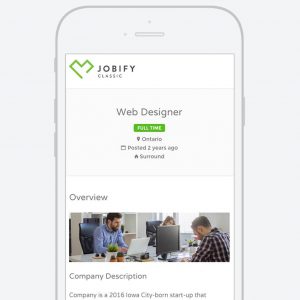 JOBIFY
CLASSIC
Web Designer
FULL TIME
Ontario
Posted 2 years ago
Surround
Overview
Company Description
Company is a 2016 Iowa City-born start-up that